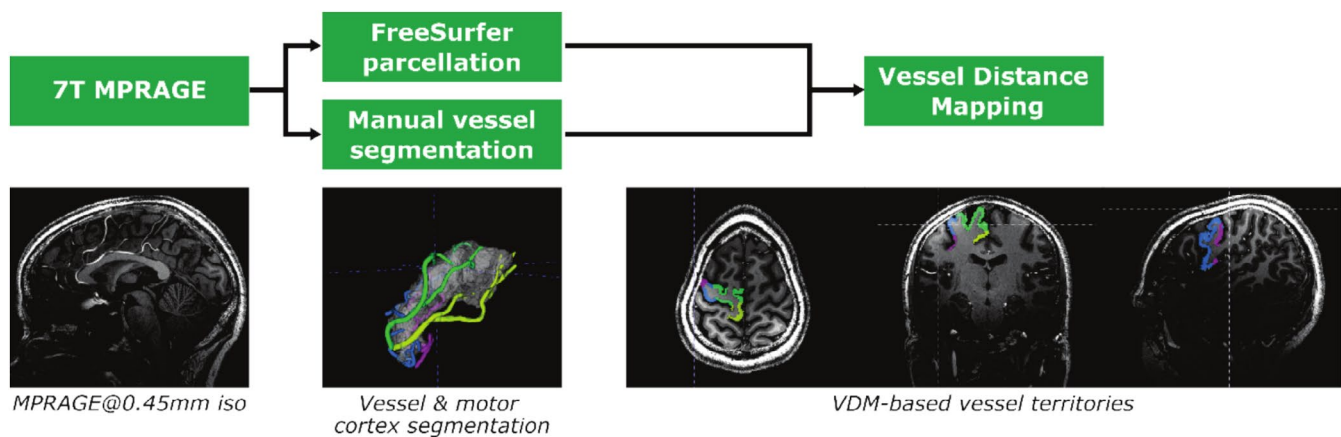 7T MPRAGE
FreeSurfer
parcellation
Manual vessel
segmentation
Vessel Distance
Mapping
MPRAGE@0.45mm iso
Vessel & motor
cortex segmentation
VDM-based vessel territories